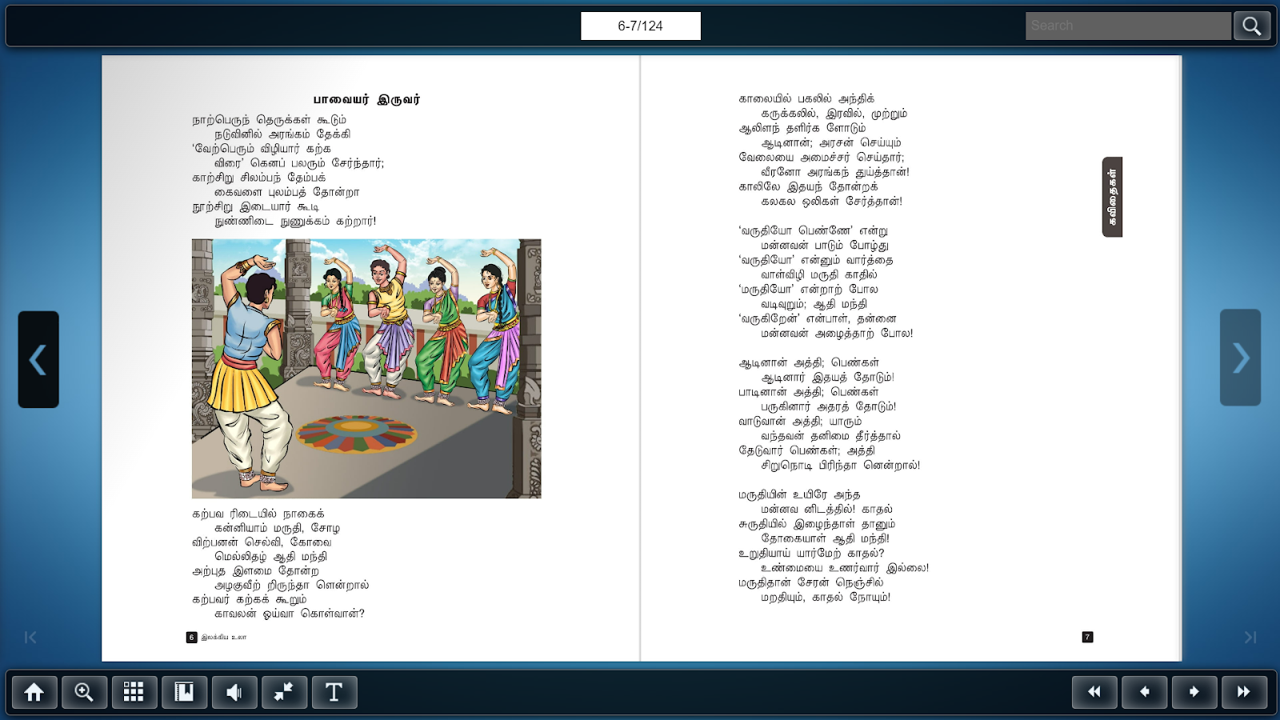 6-7/124
Search
பாவையர் இருவர்
நாற்பெருந் தெருக்கள் கூடும்
நடுவினில் அரங்கம் தேக்கி
‘வேற்பெரும் விழியார் கற்க
விரை’ கெனப் பலரும் சேர்ந்தார்;
காற்சிறு சிலம்பந் தேம்பக்
கைவளை புலம்பத் தோன்றா
நூற்சிறு இடையார் கூடி
நுண்ணிடை நுணுக்கம் கற்றார்!
கற்பவ ரிடையில் நாகைக்
கன்னியாம் மருதி, சோழ
விற்பனன் செல்வி, கோவை
மெல்லிதழ் ஆதி மந்தி
அற்புத இளமை தோன்ற
அழகுவீற் றிருந்தா ளென்றால்
கற்பவர் கற்கக் கூறும்
காவலன் ஓய்வா கொள்வான்?
6 இலக்கிய உலா
காலையில் பகலில் அந்திக்
கருக்கலில், இரவில், முற்றும்
ஆலிளந் தளிர்க ளோடும்
ஆடினான்; அரசன் செய்யும்
வேலையை அமைச்சர் செய்தார்;
வீரனோ அரங்கந் துய்த்தான்!
காலிலே இதயந் தோன்றக்
கலகல ஒலிகள் சேர்த்தான்!
‘வருதியோ பெண்ணே’ என்று
மன்னவன் பாடும் போழ்து
‘வருதியோ’ என்னும் வார்த்தை
வாள்விழி மருதி காதில்
‘மருதியோ’ என்றாற் போல
வடிவுறும்; ஆதி மந்தி
‘வருகிறேன்’ என்பாள், தன்னை
மன்னவன் அழைத்தாற் போல!
ஆடினான் அத்தி; பெண்கள்
ஆடினார் இதயத் தோடும்!
பாடினான் அத்தி; பெண்கள்
பருகினார் அதரத் தோடும்!
வாடுவான் அத்தி; யாரும்
வந்தவன் தனிமை தீர்த்தால்
தேடுவார் பெண்கள்; அத்தி
சிறுநொடி பிரிந்தா னென்றால்!
மருதியின் உயிரே அந்த
மன்னவ னிடத்தில்! காதல்
சுருதியில் இழைந்தாள் தானும்
தோகையாள் ஆதி மந்தி!
உறுதியாய் யார்மேற் காதல்?
உண்மையை உணர்வார் இல்லை!
மருதிதான் சேரன் நெஞ்சில்
மறதியும், காதல் நோயும்!
கவிதைகள்
7
T